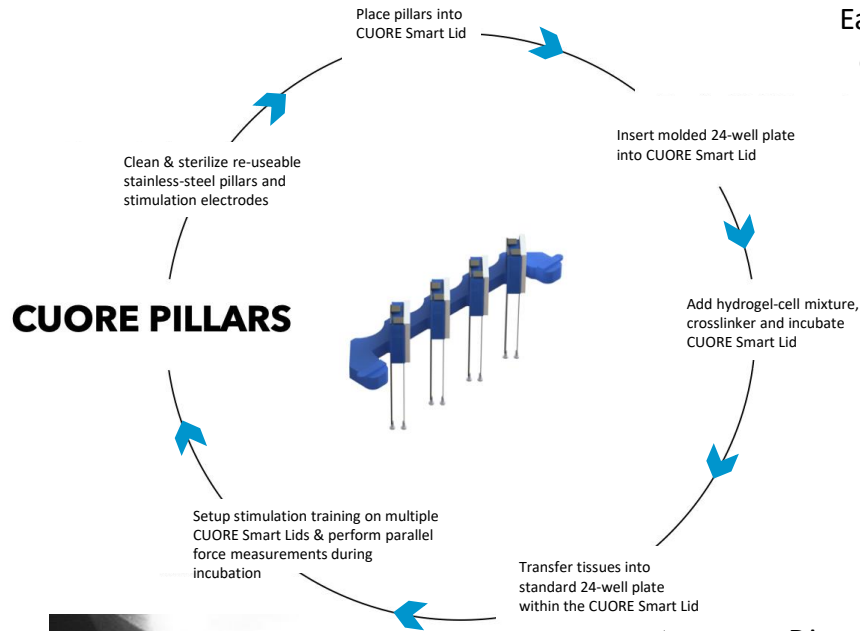 Place pillars into
CUORE Smart Lid
Ea
Insert molded 24-well plate
into CUORE Smart Lid
Clean & sterilize re-useable
stainless-steel pillars and
stimulation electrodes
CUORE PILLARS
Add hydrogel-cell mixture,
crosslinker and incubate
CUORE Smart Lid
Setup stimulation training on multiple
CUORE Smart Lids & perform parallel
force measurements during
incubation
Transfer tissues into
standard 24-well plate
within the CUORE Smart Lid